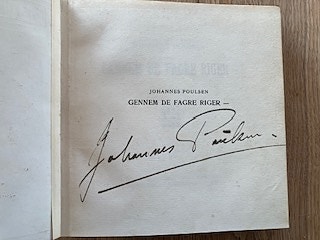 JOHANNES POULSEN
GENNEM DE FAGRE RIGER —
Johannes Poulsen.